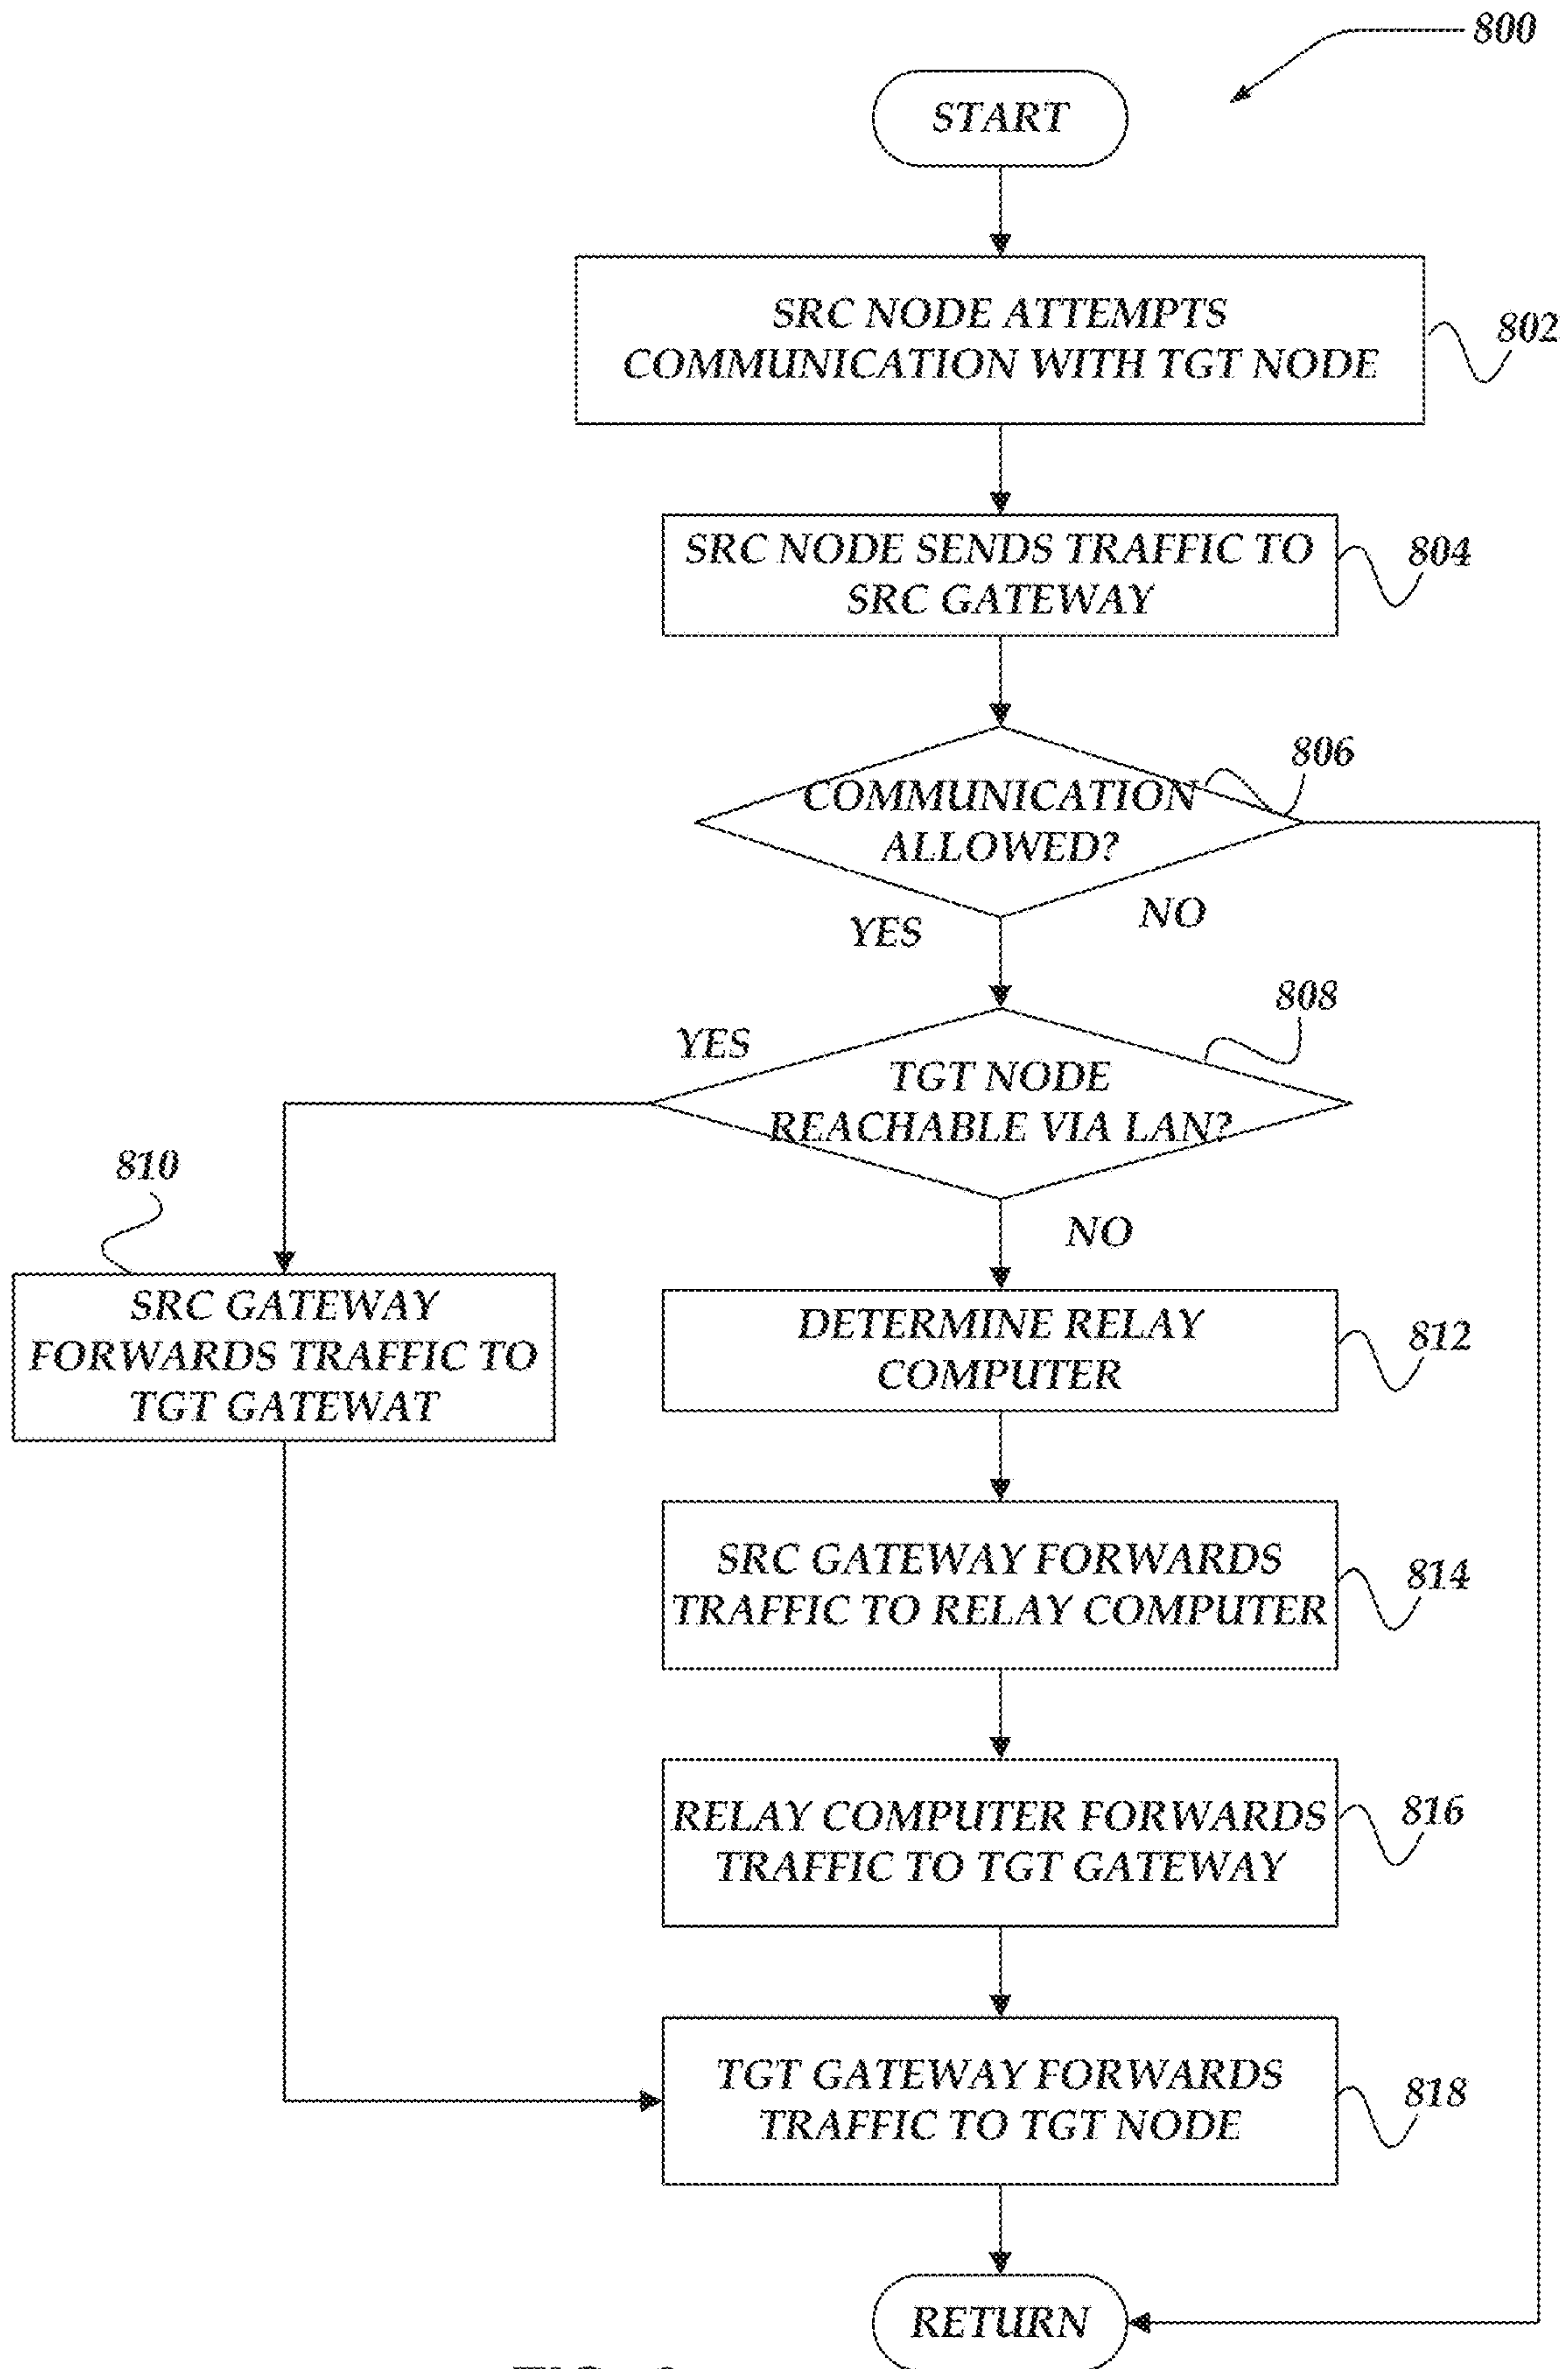 800
START
SRC NODE ATTEMPTS
COMMUNICATION WITH TGT NODE
802
SRC NODE SENDS TRAFFIC TO
SRC GATEWAY
804
806
COMMUNICATION
ALLOWED?
YES
NO
808
YES
TGT NODE
REACHABLE VIA LAN?
NO
810
SRC GATEWAY
FORWARDS TRAFFIC TO
TGT GATEWAT
DETERMINE RELAY
COMPUTER
812
SRC GATEWAY FORWARDS
TRAFFIC TO RELAY COMPUTER
814
RELAY COMPUTER FORWARDS
TRAFFIC TO TGT GATEWAY
816
TGT GATEWAY FORWARDS
TRAFFIC TO TGT NODE
818
RETURN